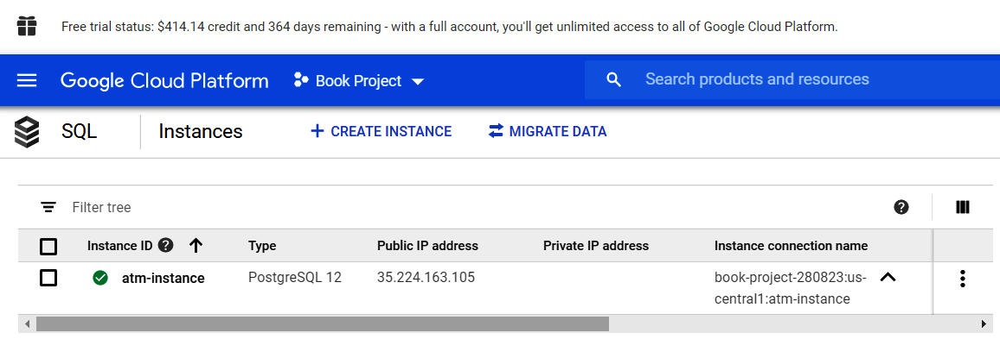 Free trial status: $414.14 credit and 364 days remaining - with a full account, you'll get unlimited access to all of Google Cloud Platform.
Google Cloud Platform Book Project Search products and resources
SQL Instances CREATE INSTANCE MIGRATE DATA
Filter tree
Instance ID Type Public IP address Private IP address Instance connection name
atm-instance PostgreSQL 12 35.224.163.105 book-project-280823:us-
central1:atm-instance